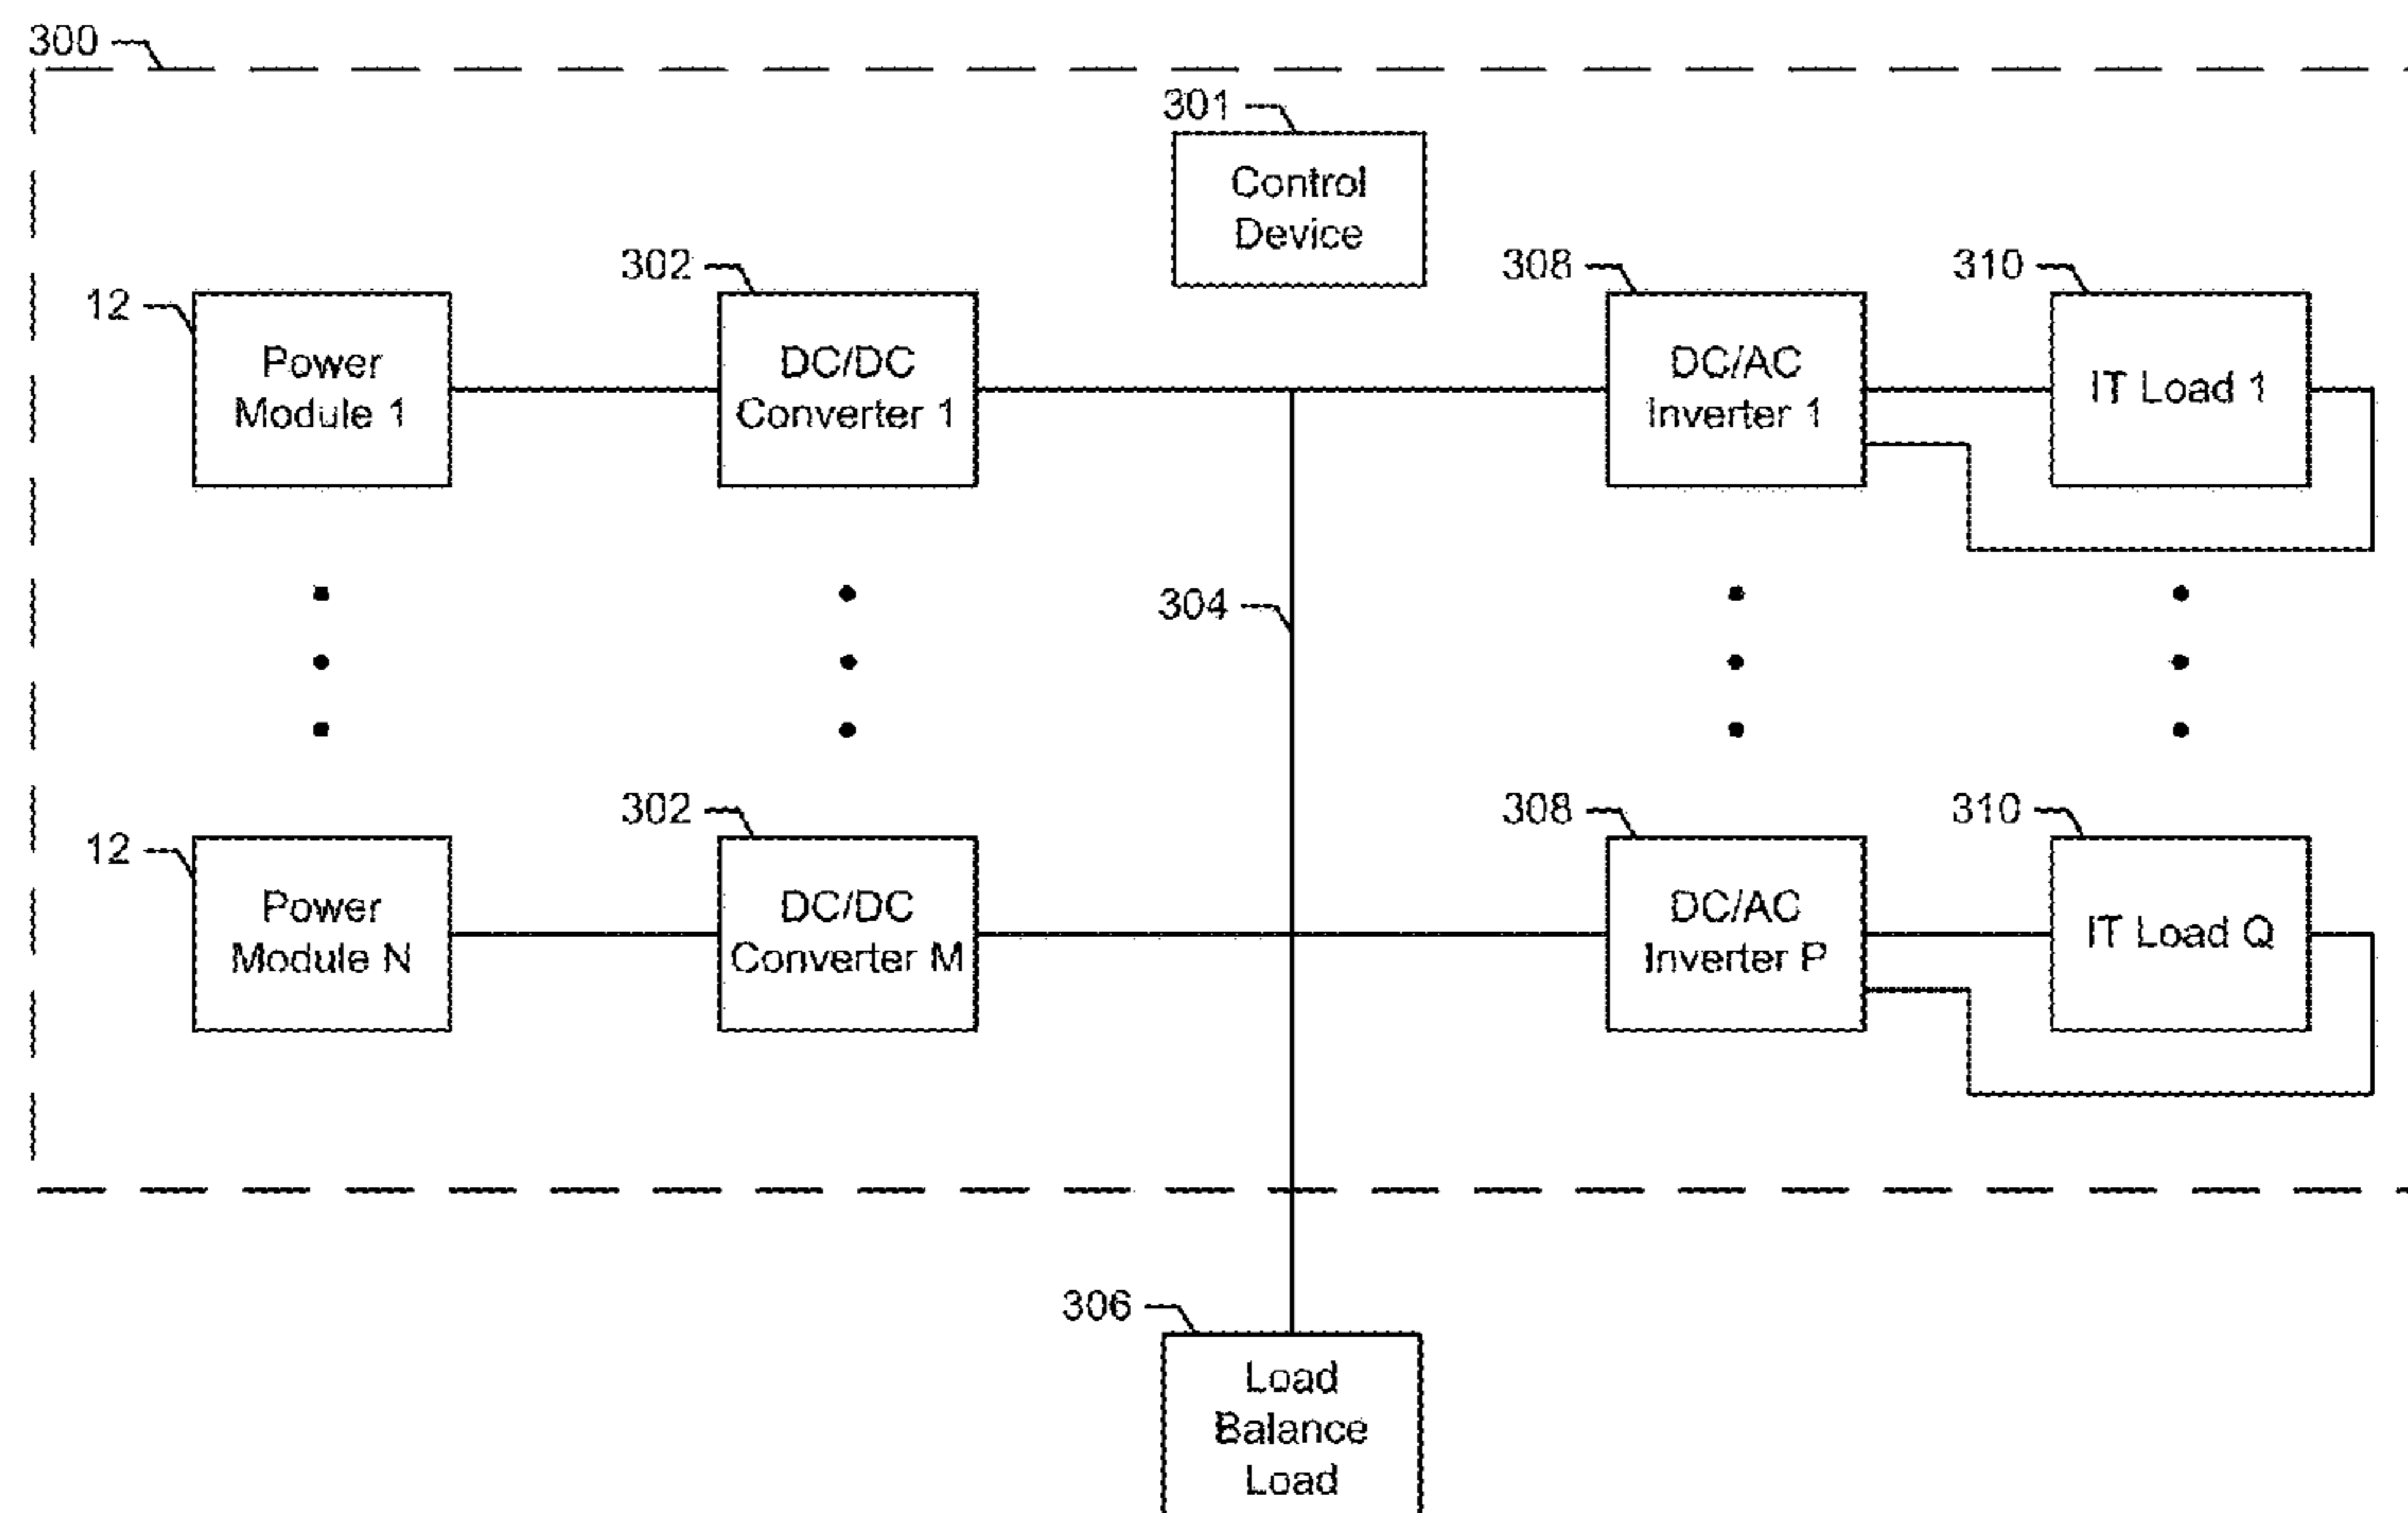 300
301
Control
Device
302
308
310
12
Power
Module 1
DC/DC
Converter 1
DC/AC
Inverter 1
IT Load 1
304
302
308
310
12
Power
Module N
DC/DC
Converter M
DC/AC
Inverter P
IT Load Q
306
Load
Balance
Load